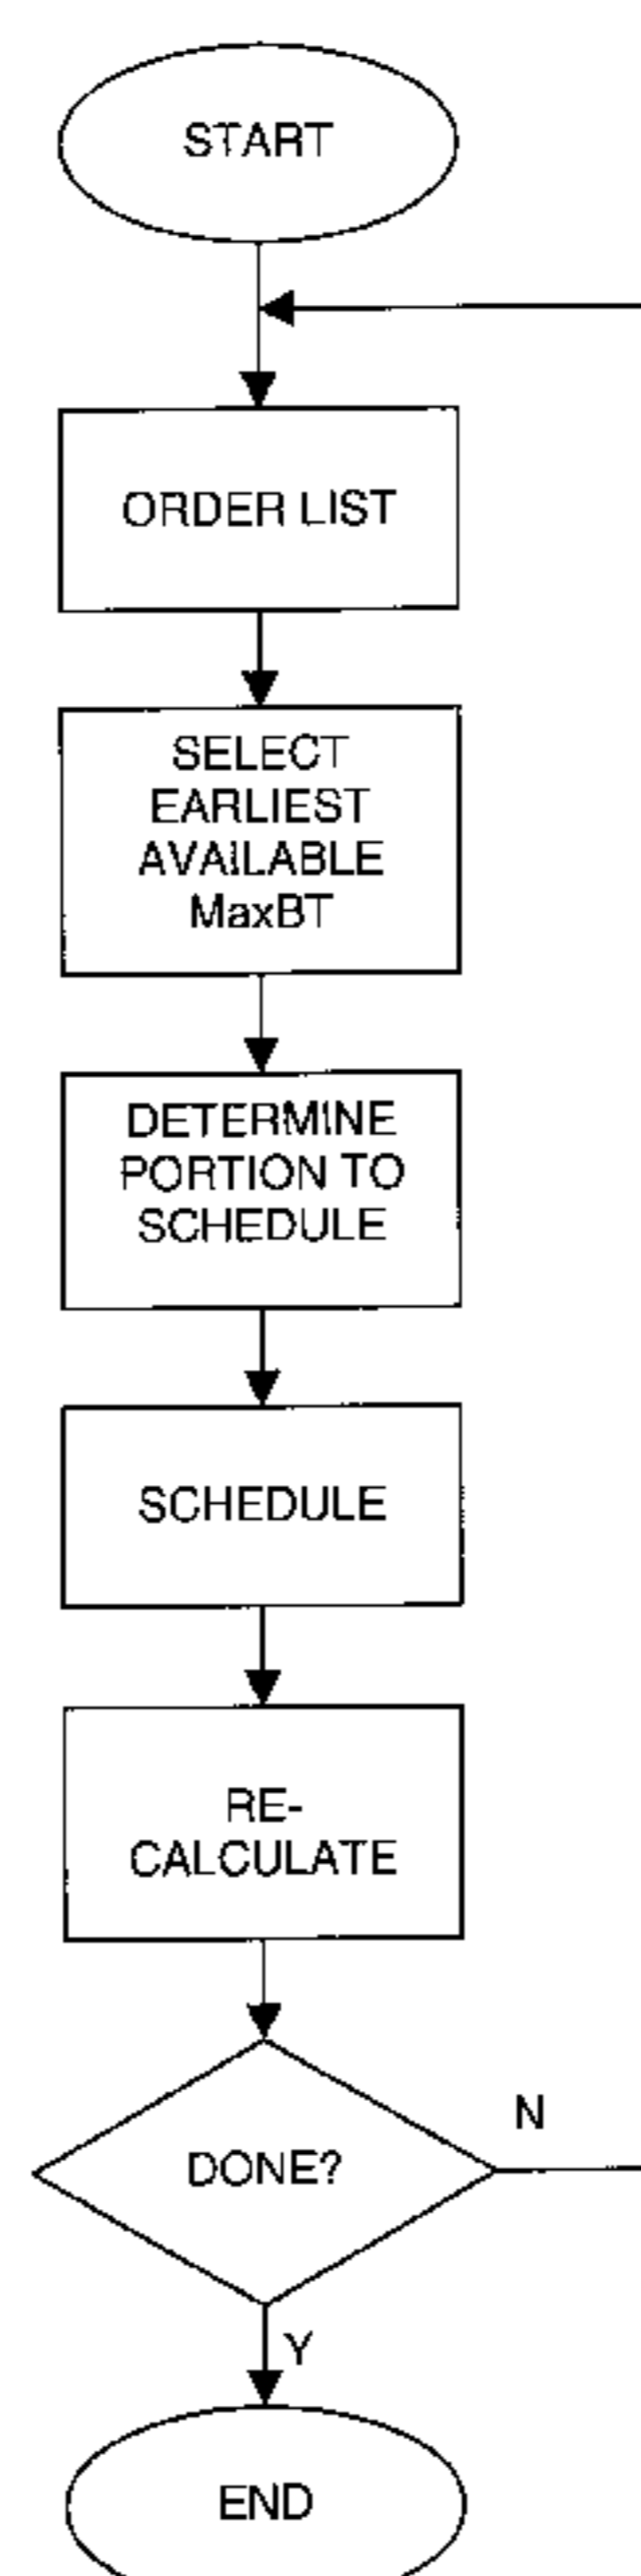 START
ORDER LIST
SELECT
EARLIEST
AVAILABLE
MaxBT
DETERMINE
PORTION TO
SCHEDULE
SCHEDULE
RE-
CALCULATE
DONE?
N
Y
END